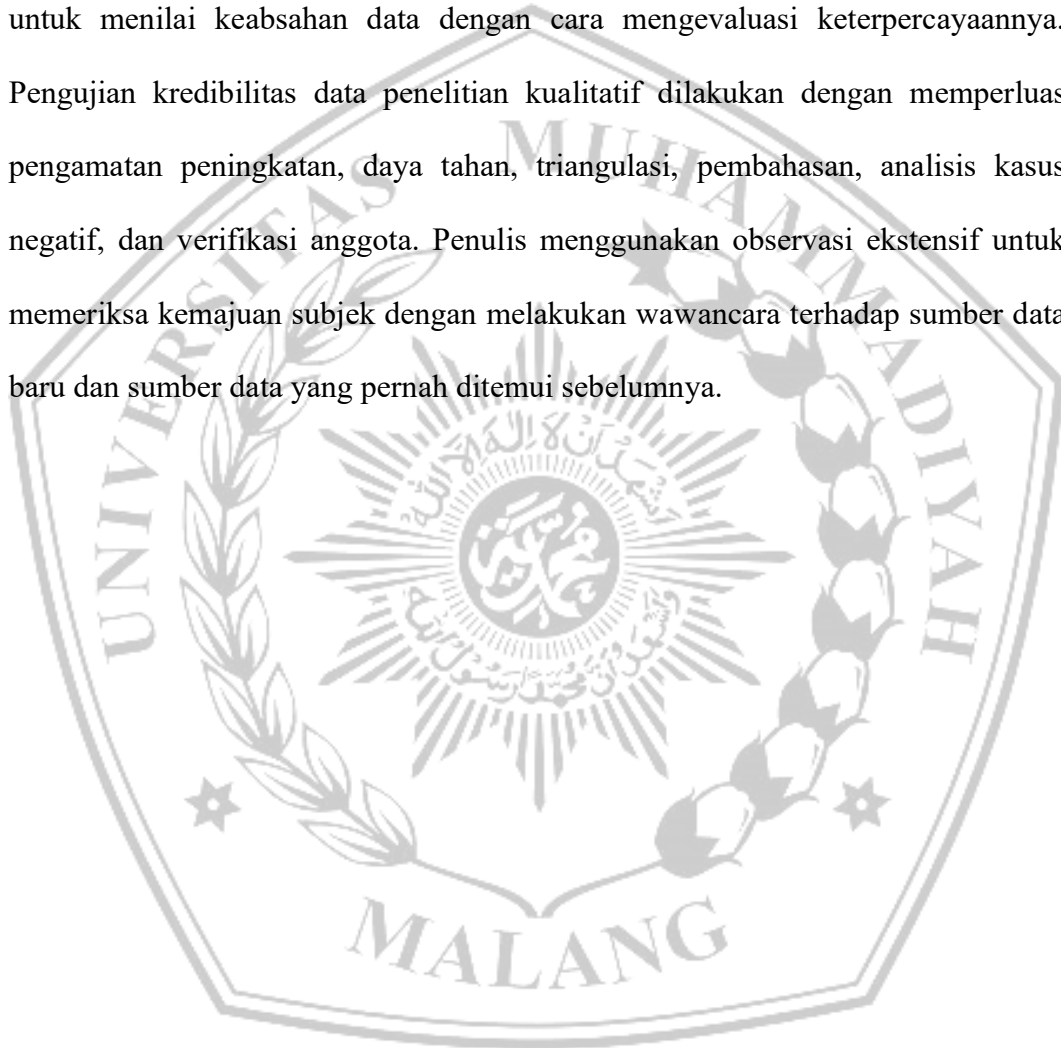 untuk menilai keabsahan data dengan cara mengevaluasi keterpercayaannya.
Pengujian kredibilitas data penelitian kualitatif dilakukan dengan memperluas
pengamatan peningkatan, daya tahan, triangulasi, pembahasan, analisis kasus
negatif, dan verifikasi anggota. Penulis menggunakan observasi ekstensif untuk
memeriksa kemajuan subjek dengan melakukan wawancara terhadap sumber data
baru dan sumber data yang pernah ditemui sebelumnya.
UNIVERSITAS MUHAMMADIYAH
MALANG